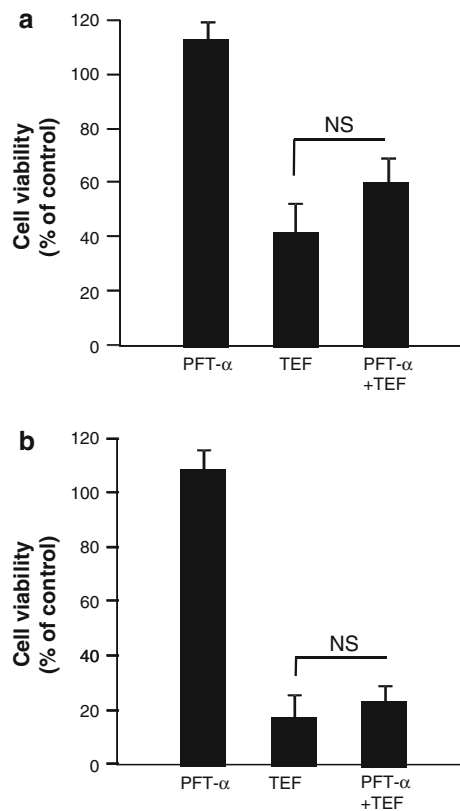 a
Cell viability
(% of control)
120
100
80
60
40
20
0
NS
PFT-α
TEF
PFT-α
+TEF
b
Cell viability
(% of control)
120
100
80
60
40
20
0
NS
PFT-α
TEF
PFT-α
+TEF